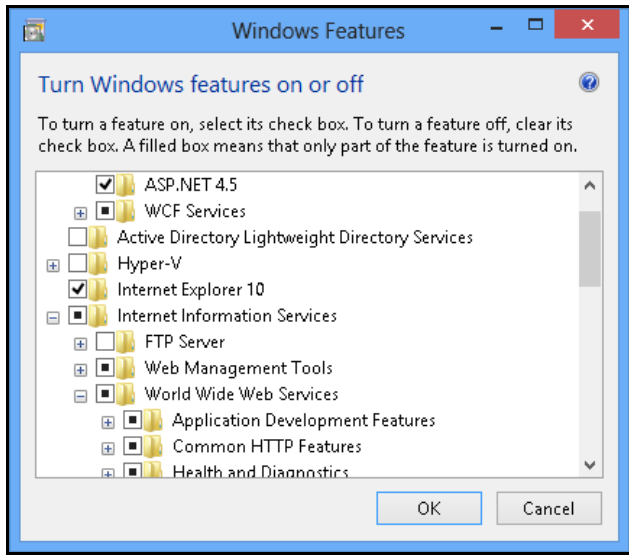 Windows Features
Turn Windows features on or off
To turn a feature on, select its check box. To turn a feature off, clear its
check box. A filled box means that only part of the feature is turned on.
ASP.NET 4.5
WCF Services
Active Directory Lightweight Directory Services
Hyper-V
Internet Explorer 10
Internet Information Services
FTP Server
Web Management Tools
World Wide Web Services
Application Development Features
Common HTTP Features
Health and Diagnostics
OK
Cancel